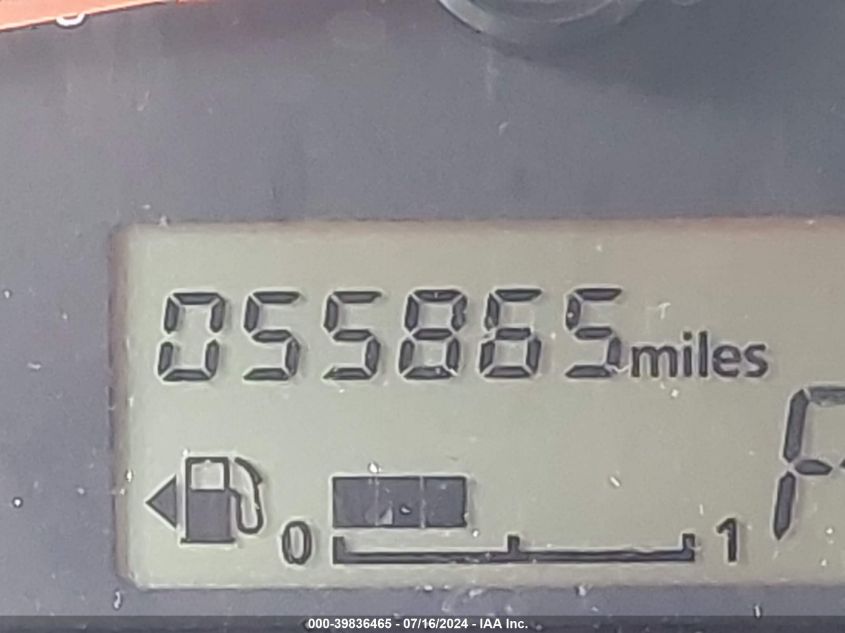 055865 miles
P
0 1
000-39836465 - 07/16/2024 - IAA Inc.